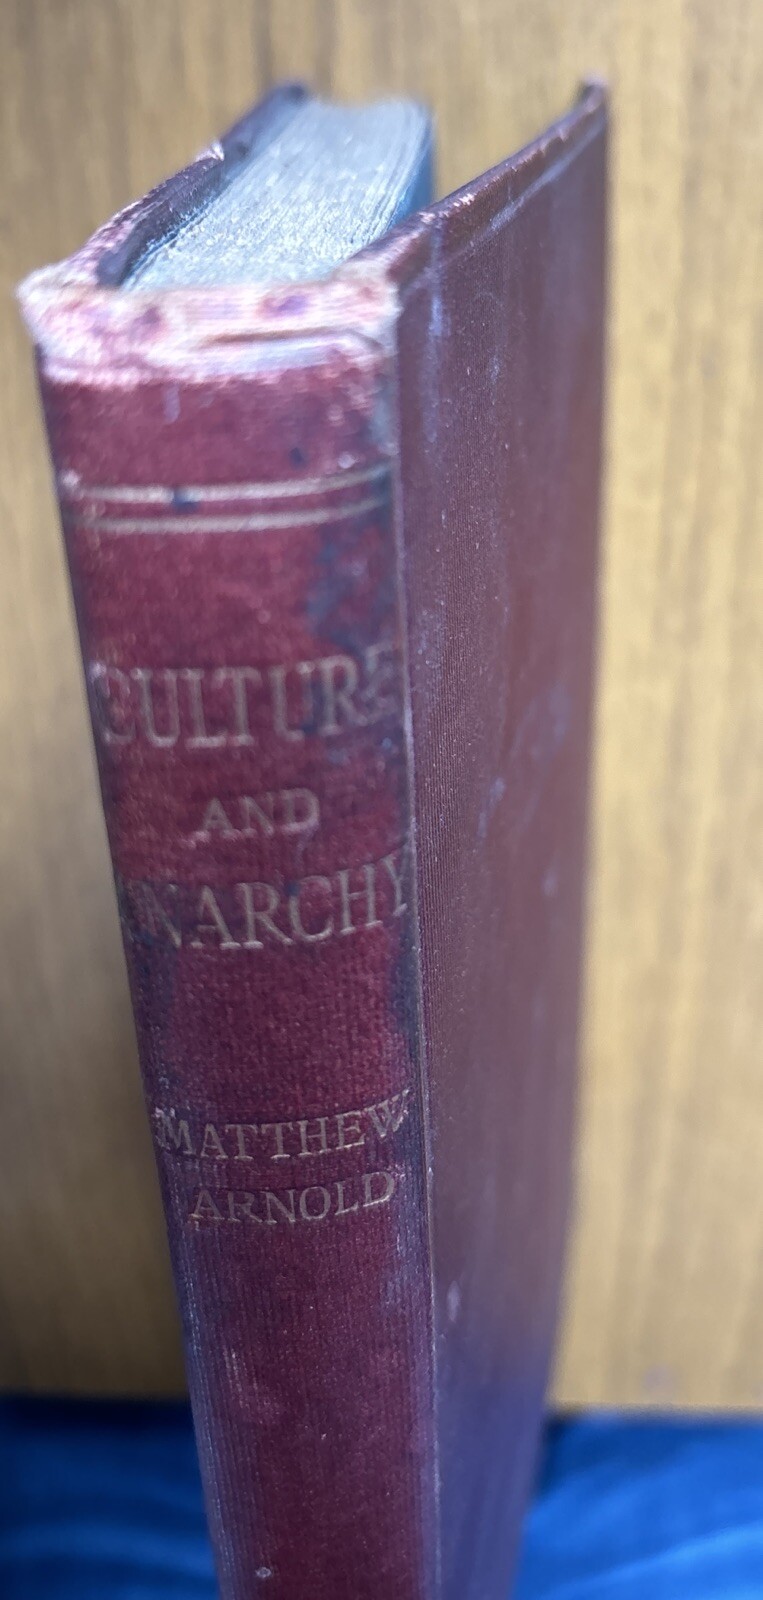 CULTURE
AND
ANARCHY
MATTHEW
ARNOLD